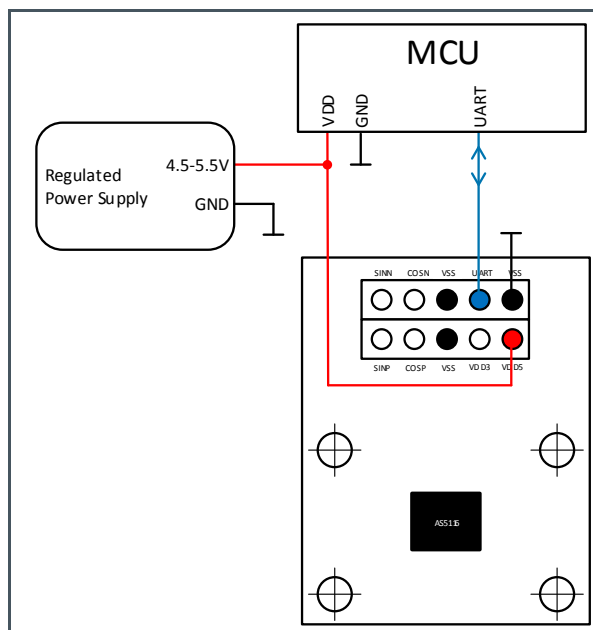 MCU
VDD
GND
UART
4.5-5.5V
Regulated
Power Supply
GND
SINN COSN VSS UART VSS
SINP COSP VSS VDD3 VDD5
AS5116